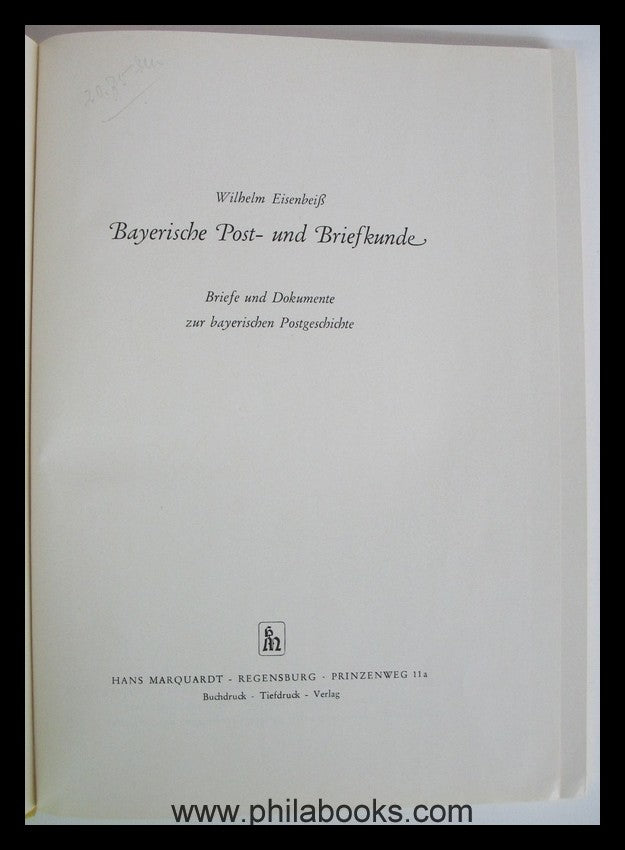 Wilhelm Eisenbeiß
Bayerische Post- und Briefkunde
Briefe und Dokumente
zur bayerischen Postgeschichte
HANS MARQUARDT - REGENSBURG - PRINZENWEG 11a
Buchdruck - Tiefdruck - Verlag
www.philabooks.com